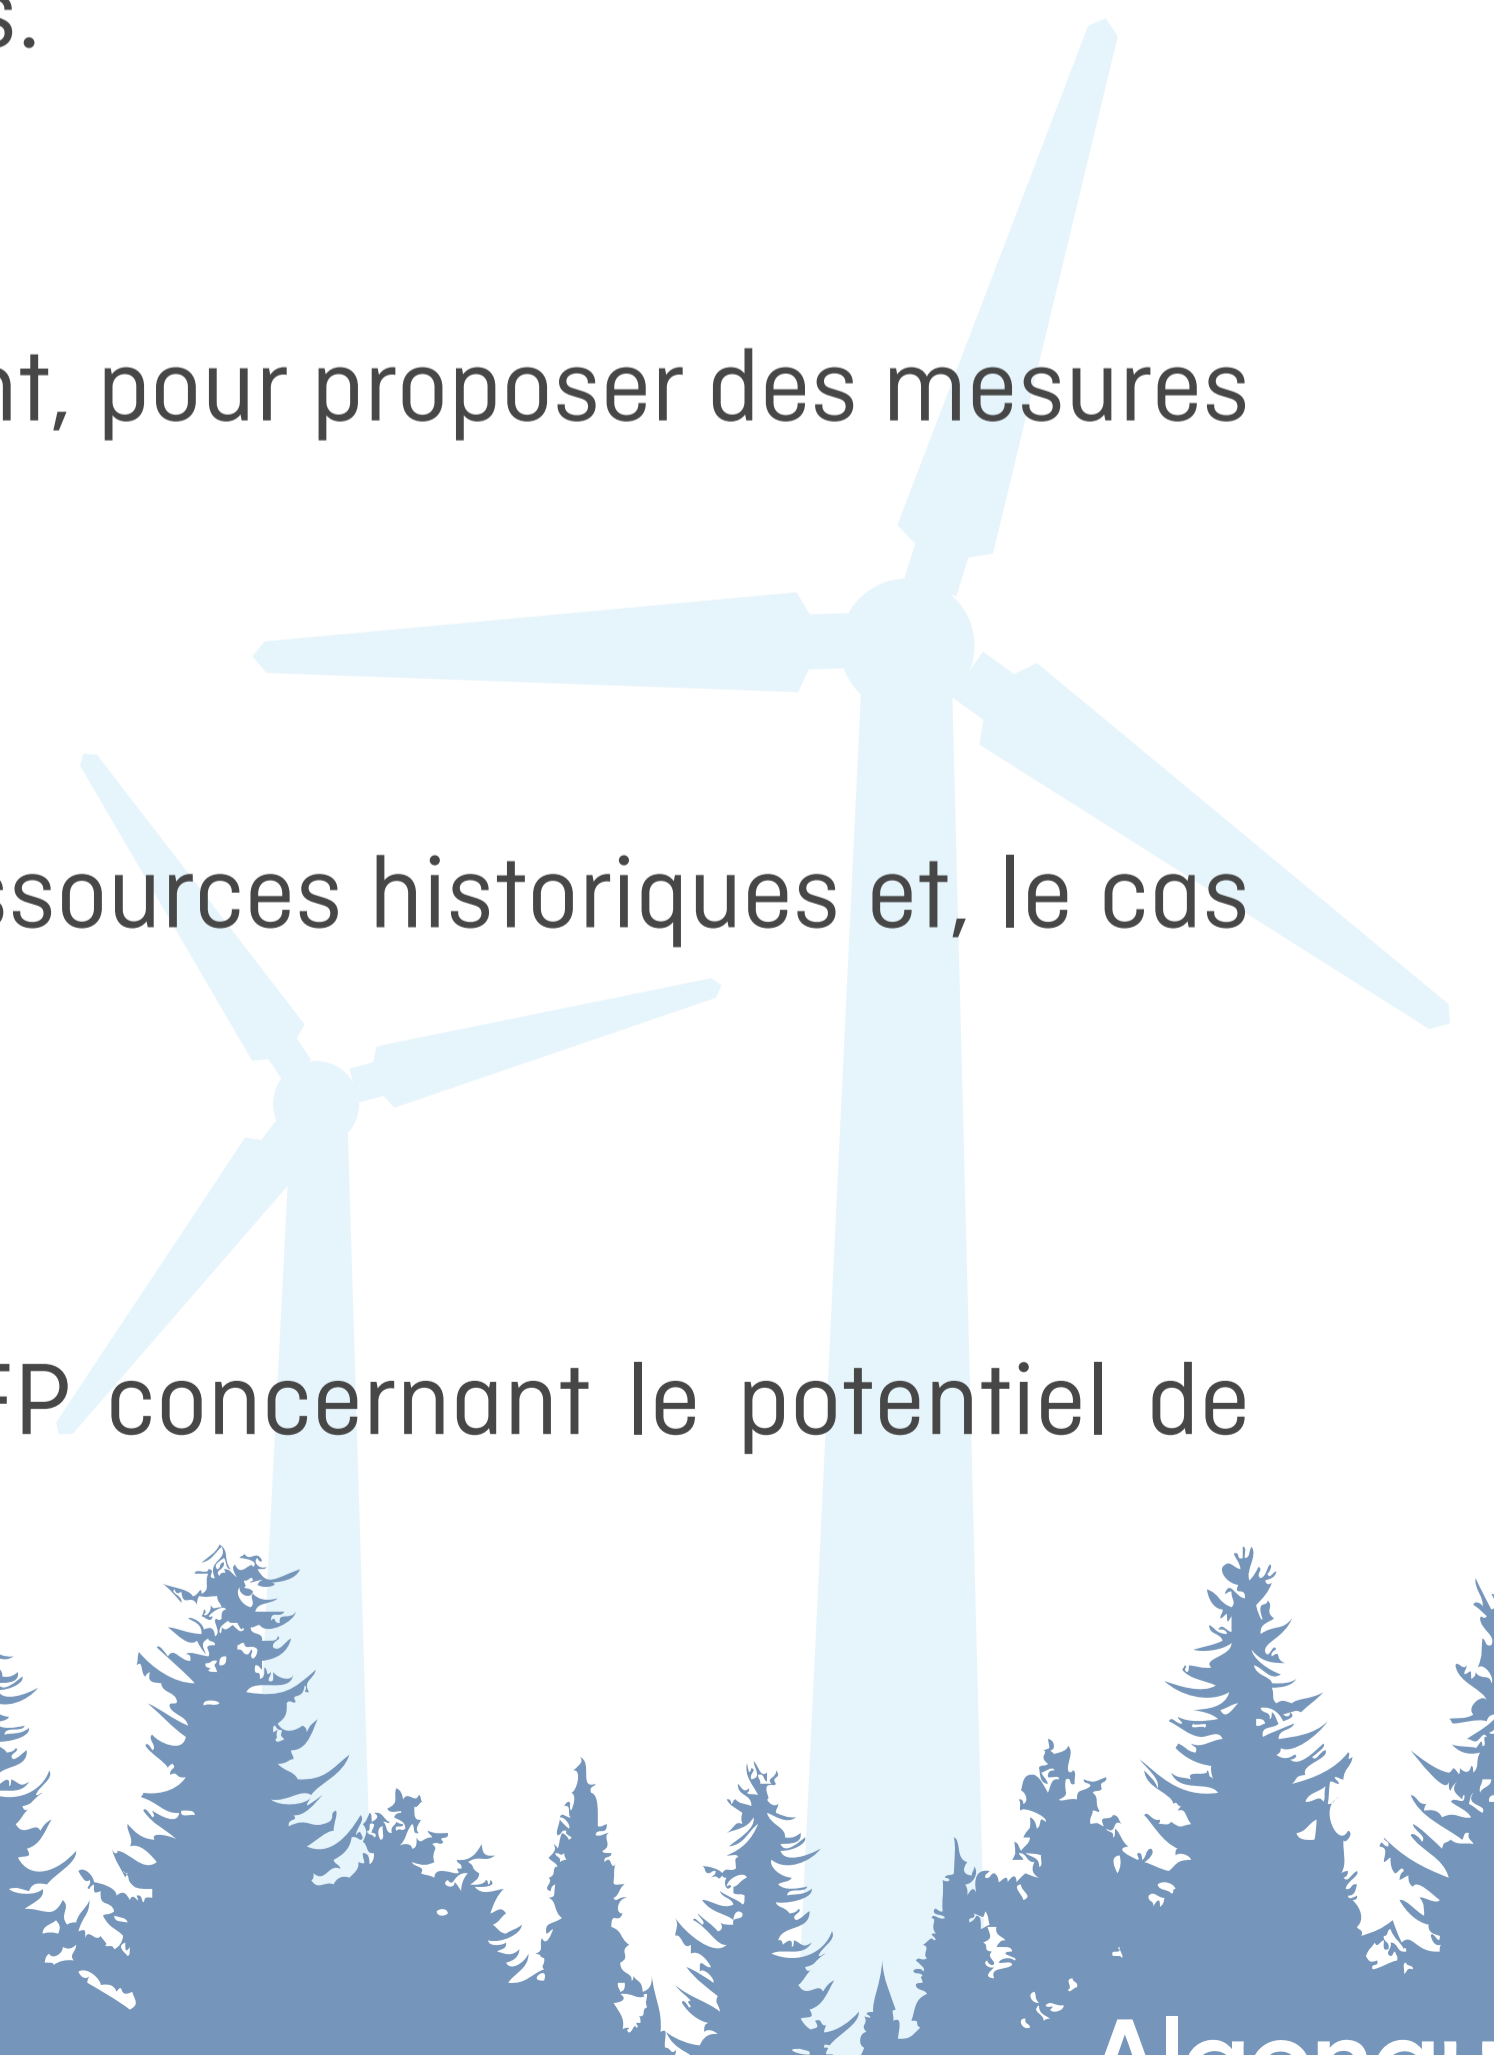 s.
nt, pour proposer des mesures
ssources historiques et, le cas
FP concernant le potentiel de